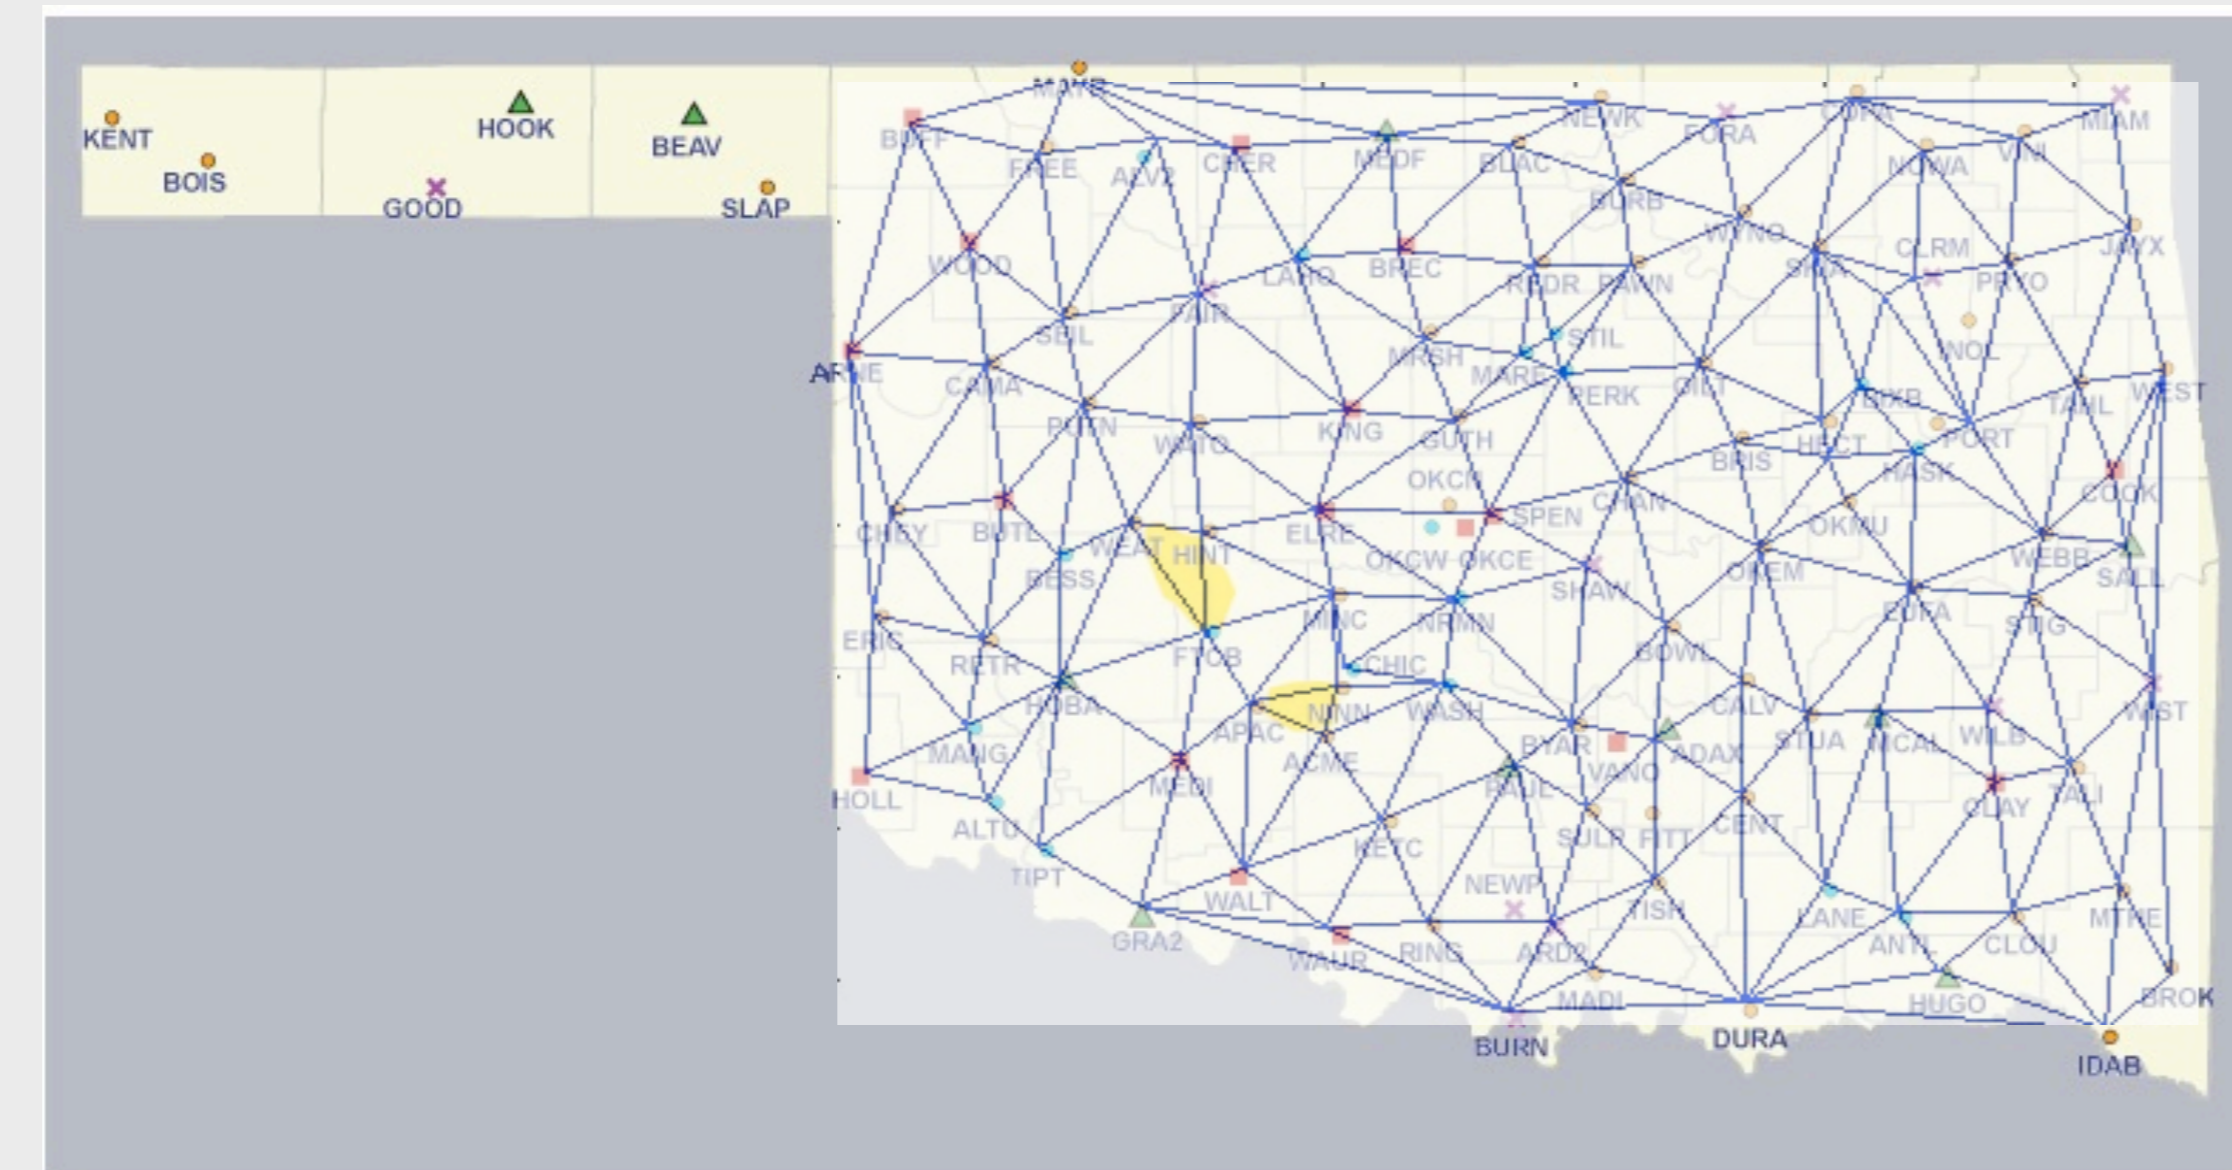 MAYR
BUFF
KENT
HOOK
BEAV
BOIS
GOOD
SLAP
FREE
ALV2
CHER
MEDF
BLAC
NEWK
FORA
COPA
NOWA
VINI
MIAM
BURB
WYNO
WOOD
FAIR
LAHO
BREC
REDR
PAWN
SKIA
CLRM
PRYO
JAYX
SEIL
MRSH
MARE
STIL
INOL
ARNE
CAMA
PERK
OILT
BIXB
TAHL
WEST
PUTN
WATO
KING
GUTH
BRIS
HECT
HASK
PORT
COOK
OKCN
CHEY
BUTL
WEAT
HINT
ELRE
SPEN
CHAN
OKMU
BESS
OKCW
OKCE
SHAW
OKEM
WEBB
SALL
ERIC
RETR
FTCB
MINC
NRMN
BOWL
EUFA
STIG
CHIC
HOBA
MANG
APAC
NINN
WASH
CALV
WIST
ACME
BYAR
VANO
ADAX
STUA
MCAL
WILB
MEDI
PAUL
CLAY
TALI
HOLL
ALTU
KETC
SULP
FITT
CENT
TIPT
WALT
NEWP
TISH
LANE
ANTL
CLOU
MTHE
GRA2
WAUR
RING
ARD2
MADI
HUGO
BROK
BURN
DURA
IDAB